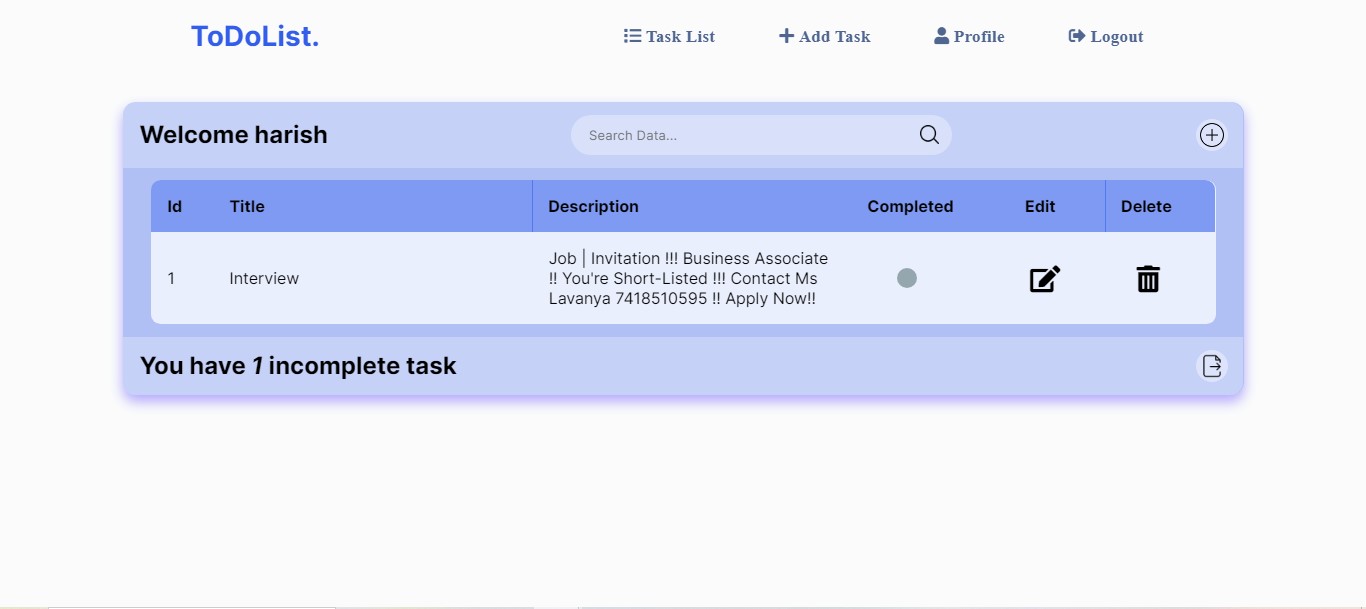 ToDoList.
Task List
Add Task
Profile
Logout
Welcome harish
Search Data...
Id Title Description Completed Edit Delete
1 Interview
Job | Invitation !!! Business Associate
!! You're Short-Listed !!! Contact Ms
Lavanya 7418510595 !! Apply Now!!
You have 1 incomplete task